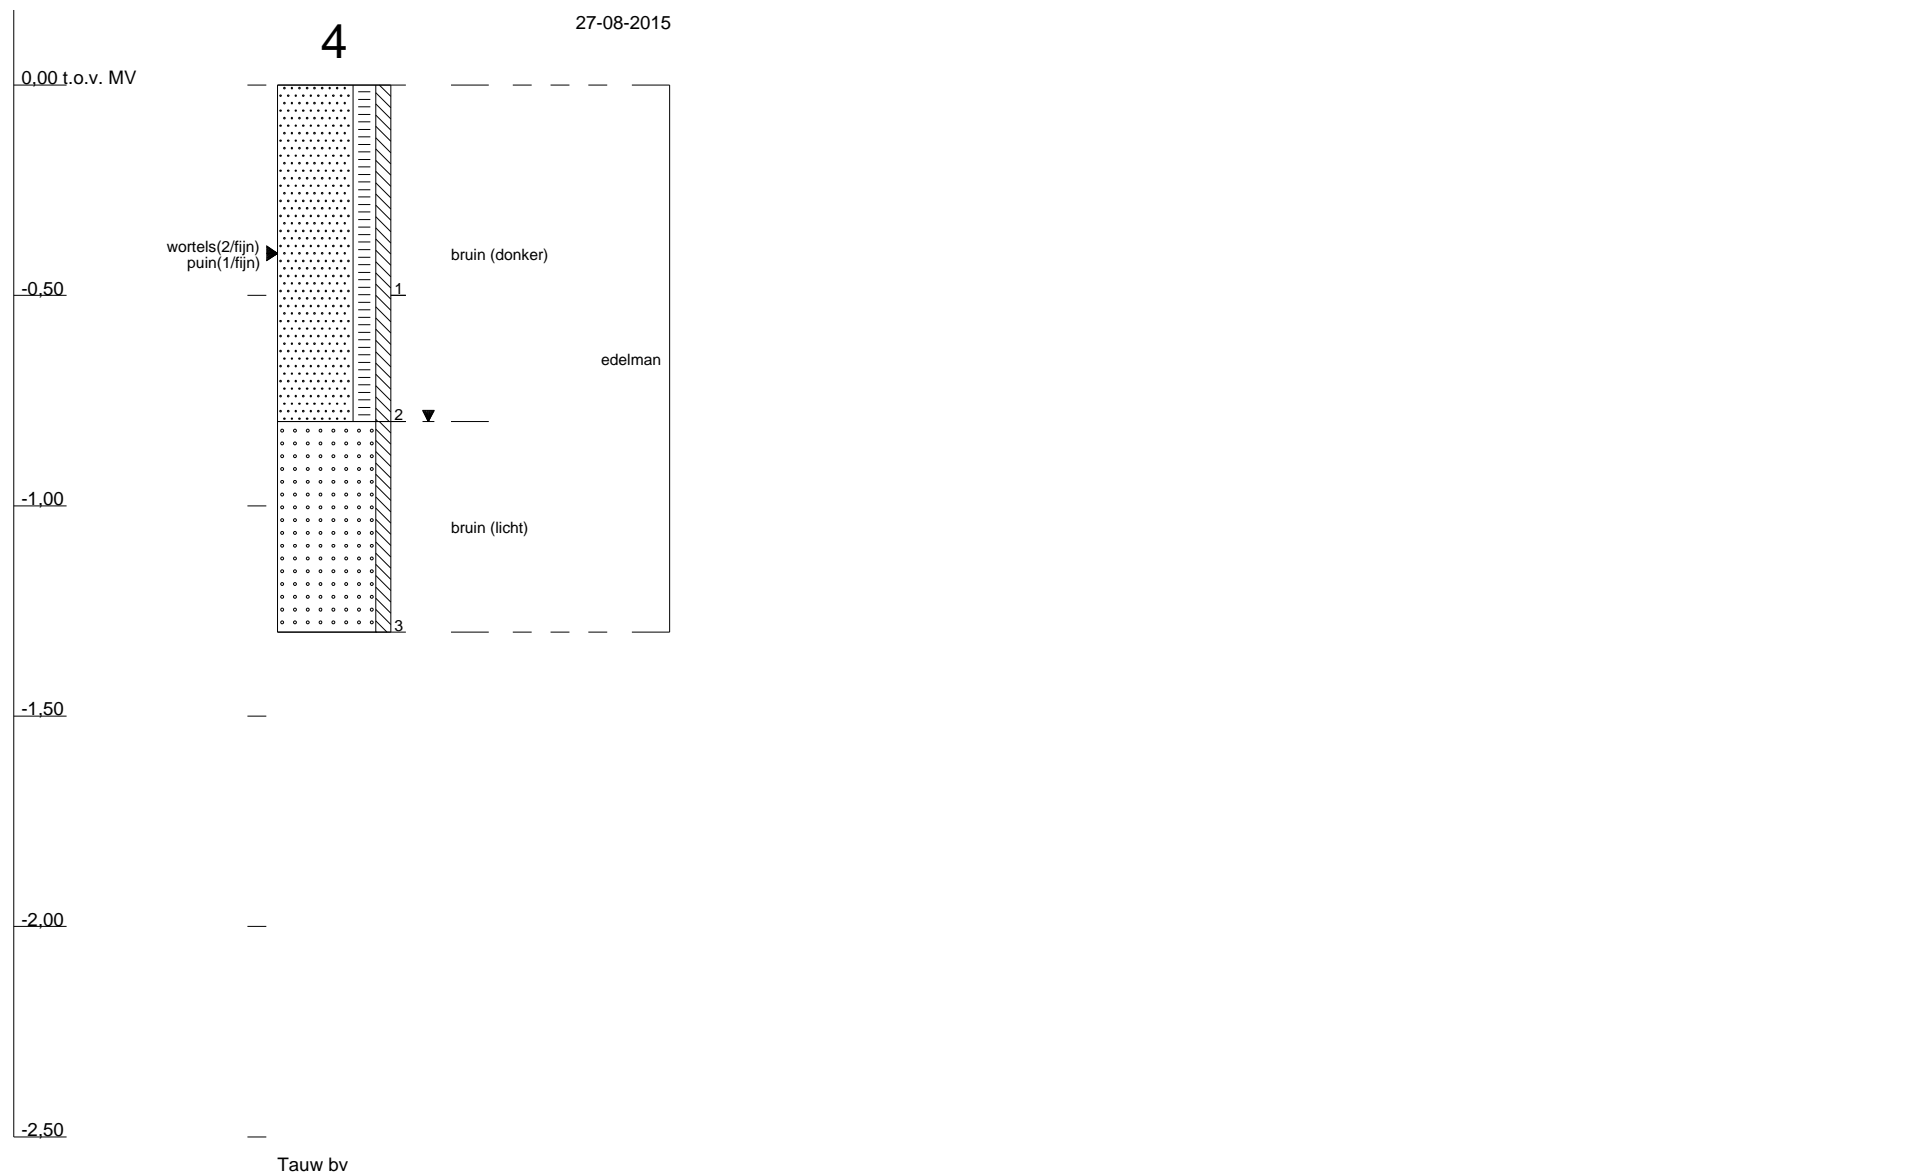 27-08-2015
4
0,00 t.o.v. MV
wortels(2/fijn)
puin(1/fijn)
bruin (donker)
-0,50
1
edelman
2
-1,00
bruin (licht)
3
-1,50
-2,00
-2,50
Tauw bv